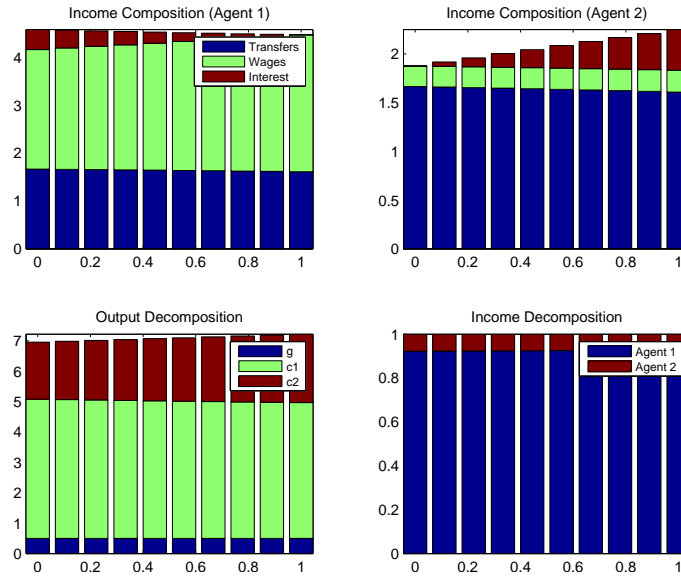 Income Composition (Agent 1)
4
3
2
1
0
0 0.2 0.4 0.6 0.8 1
Transfers
Wages
Interest
Income Composition (Agent 2)
2
1.5
1
0.5
0
0 0.2 0.4 0.6 0.8 1
Output Decomposition
7
6
5
4
3
2
1
0
0 0.2 0.4 0.6 0.8 1
g
c1
c2
Income Decomposition
1
0.8
0.6
0.4
0.2
0
0 0.2 0.4 0.6 0.8 1
Agent 1
Agent 2